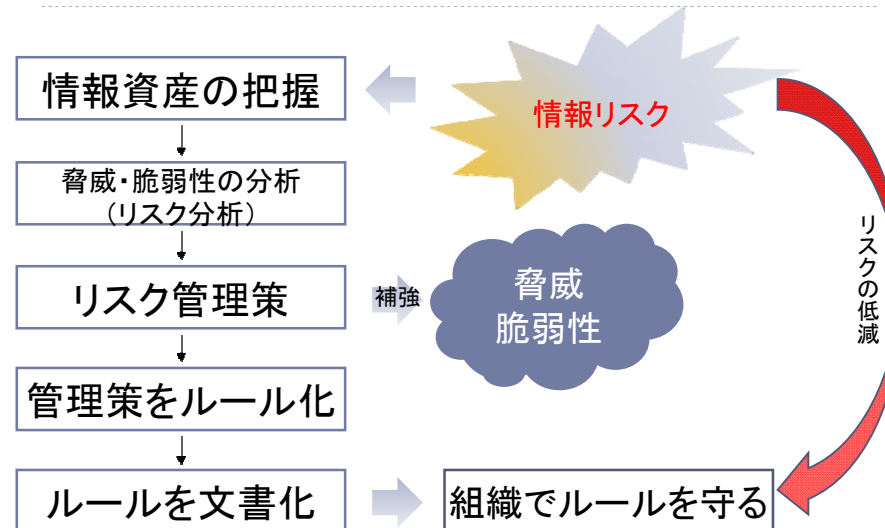 情報資産の把握
情報リスク
脅威・脆弱性の分析
(リスク分析)
リスク管理策
補強
脅威
脆弱性
リスクの低減
管理策をルール化
ルールを文書化
組織でルールを守る